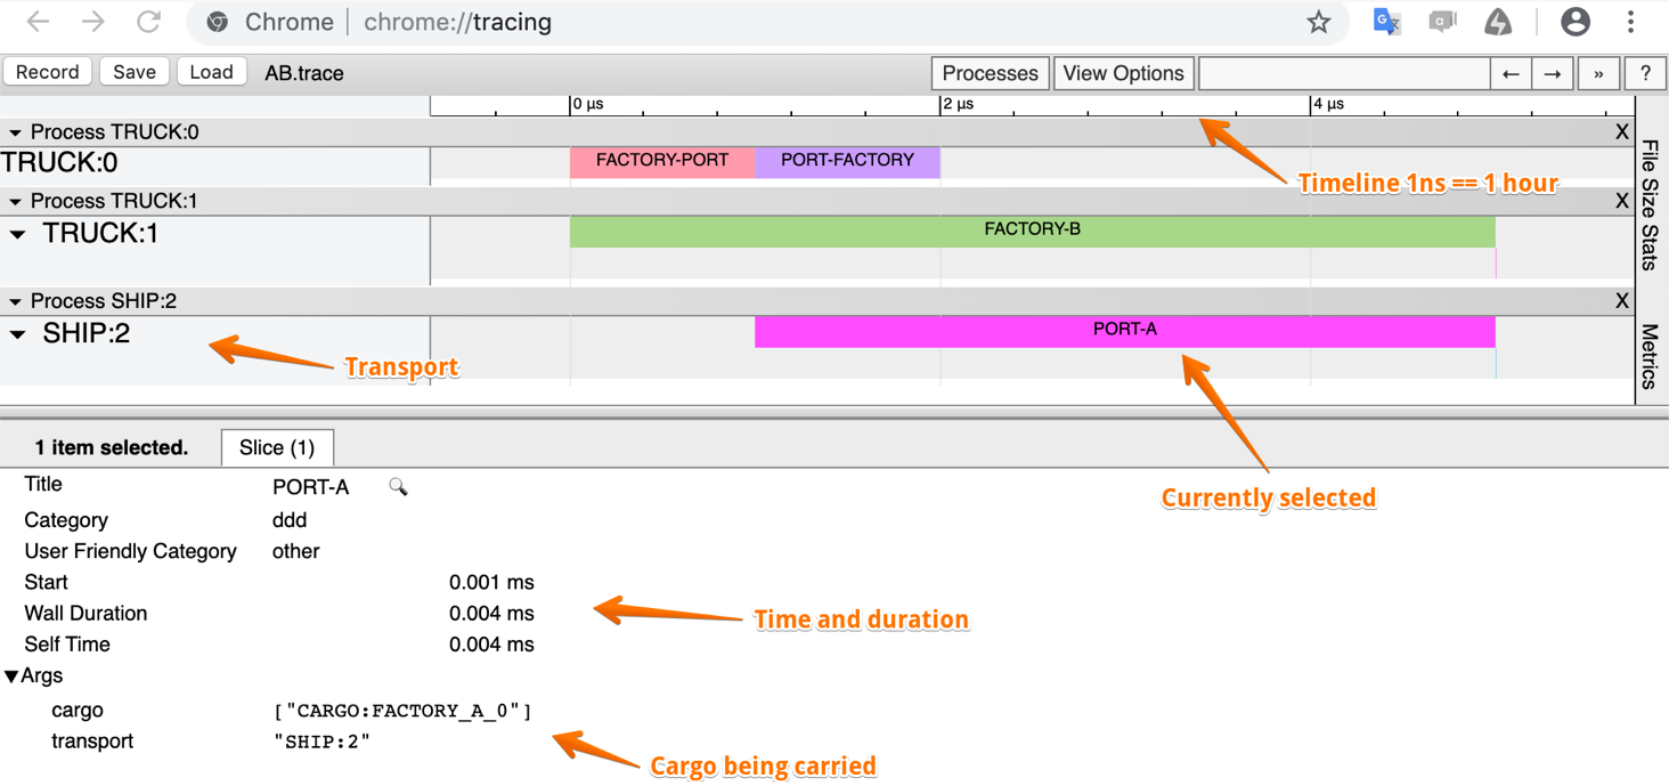 Chrome | chrome://tracing
Record Save Load AB.trace Processes View Options ← → » ?
0 µs 2 µs 4 µs
Process TRUCK:0 X
TRUCK:0 FACTORY-PORT PORT-FACTORY
Timeline 1ns == 1 hour
Process TRUCK:1 X
TRUCK:1 FACTORY-B
File Size Stats
Process SHIP:2 X
SHIP:2 PORT-A
Transport
Metrics
1 item selected. Slice (1)
Currently selected
Title PORT-A
Category ddd
User Friendly Category other
Start 0.001 ms
Wall Duration 0.004 ms
Time and duration
Self Time 0.004 ms
Args
cargo ["CARGO:FACTORY_A_0"]
transport "SHIP:2"
Cargo being carried